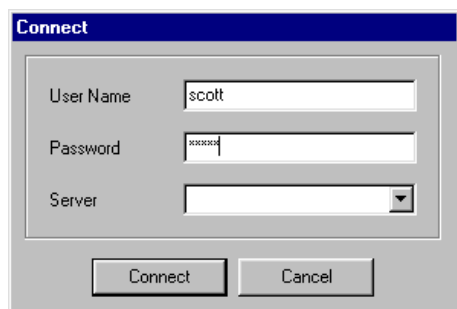 Connect
User Name scott
Password *****
Server
Connect Cancel